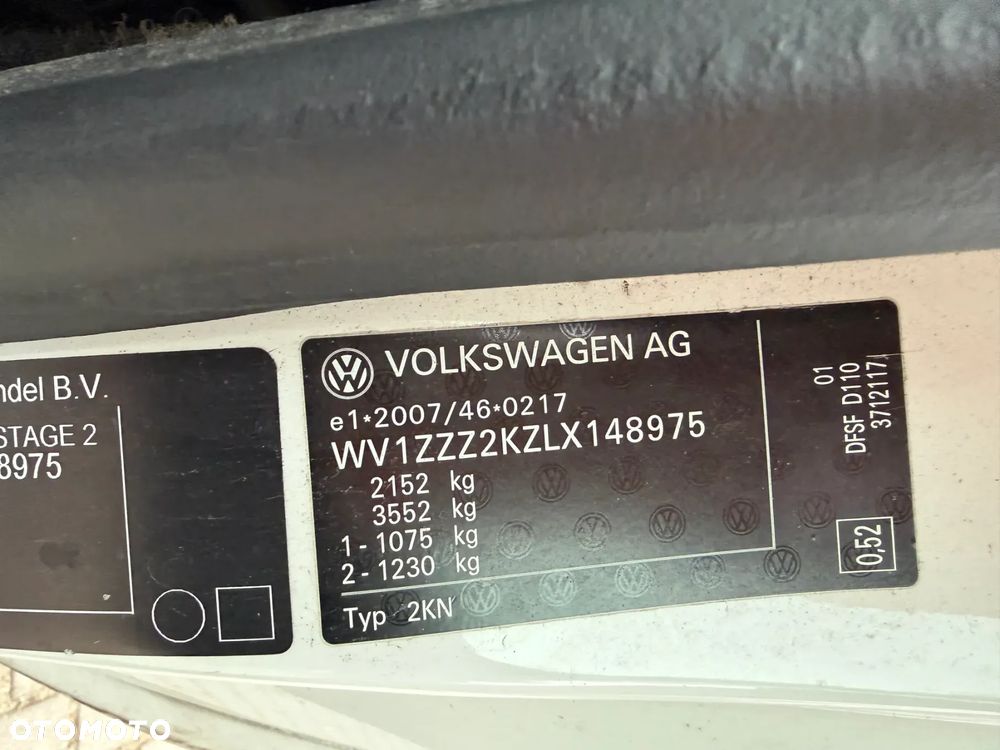 ndel B.V.
STAGE 2
8975
VOLKSWAGEN AG
e1*2007/46*0217
WV1ZZZ2KZLX148975
2152 kg
3552 kg
1 - 1075 kg
2 - 1230 kg
Typ 2KN
01
DFSF D110
3712117
0,52
OTOMOTO